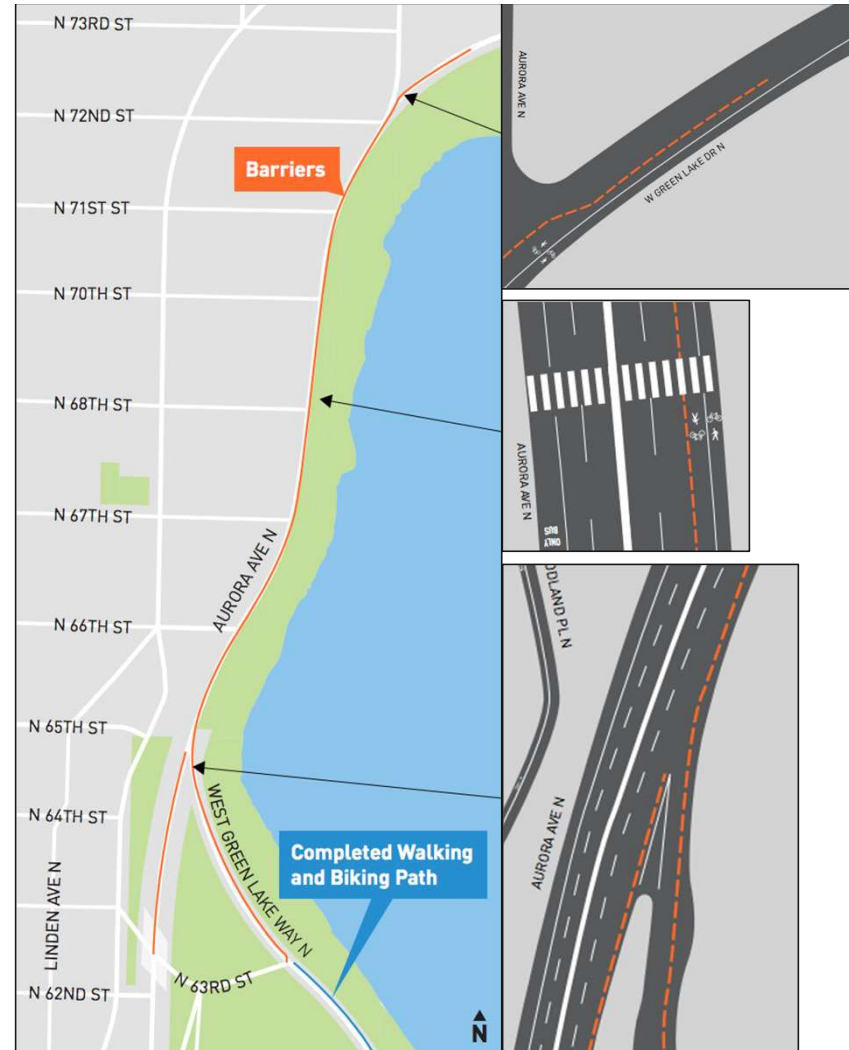 N 73RD ST
N 72ND ST
Barriers
N 71ST ST
N 70TH ST
N 68TH ST
N 67TH ST
AURORA AVE N
N 66TH ST
N 65TH ST
N 64TH ST
WEST GREEN LAKE WAY N
Completed Walking
and Biking Path
LINDEN AVE N
N 63RD ST
N 62ND ST
N
AURORA AVE N
W GREEN LAKE DR N
AURORA AVE N
ONLY
BUS
ODLAND PL N
AURORA AVE N